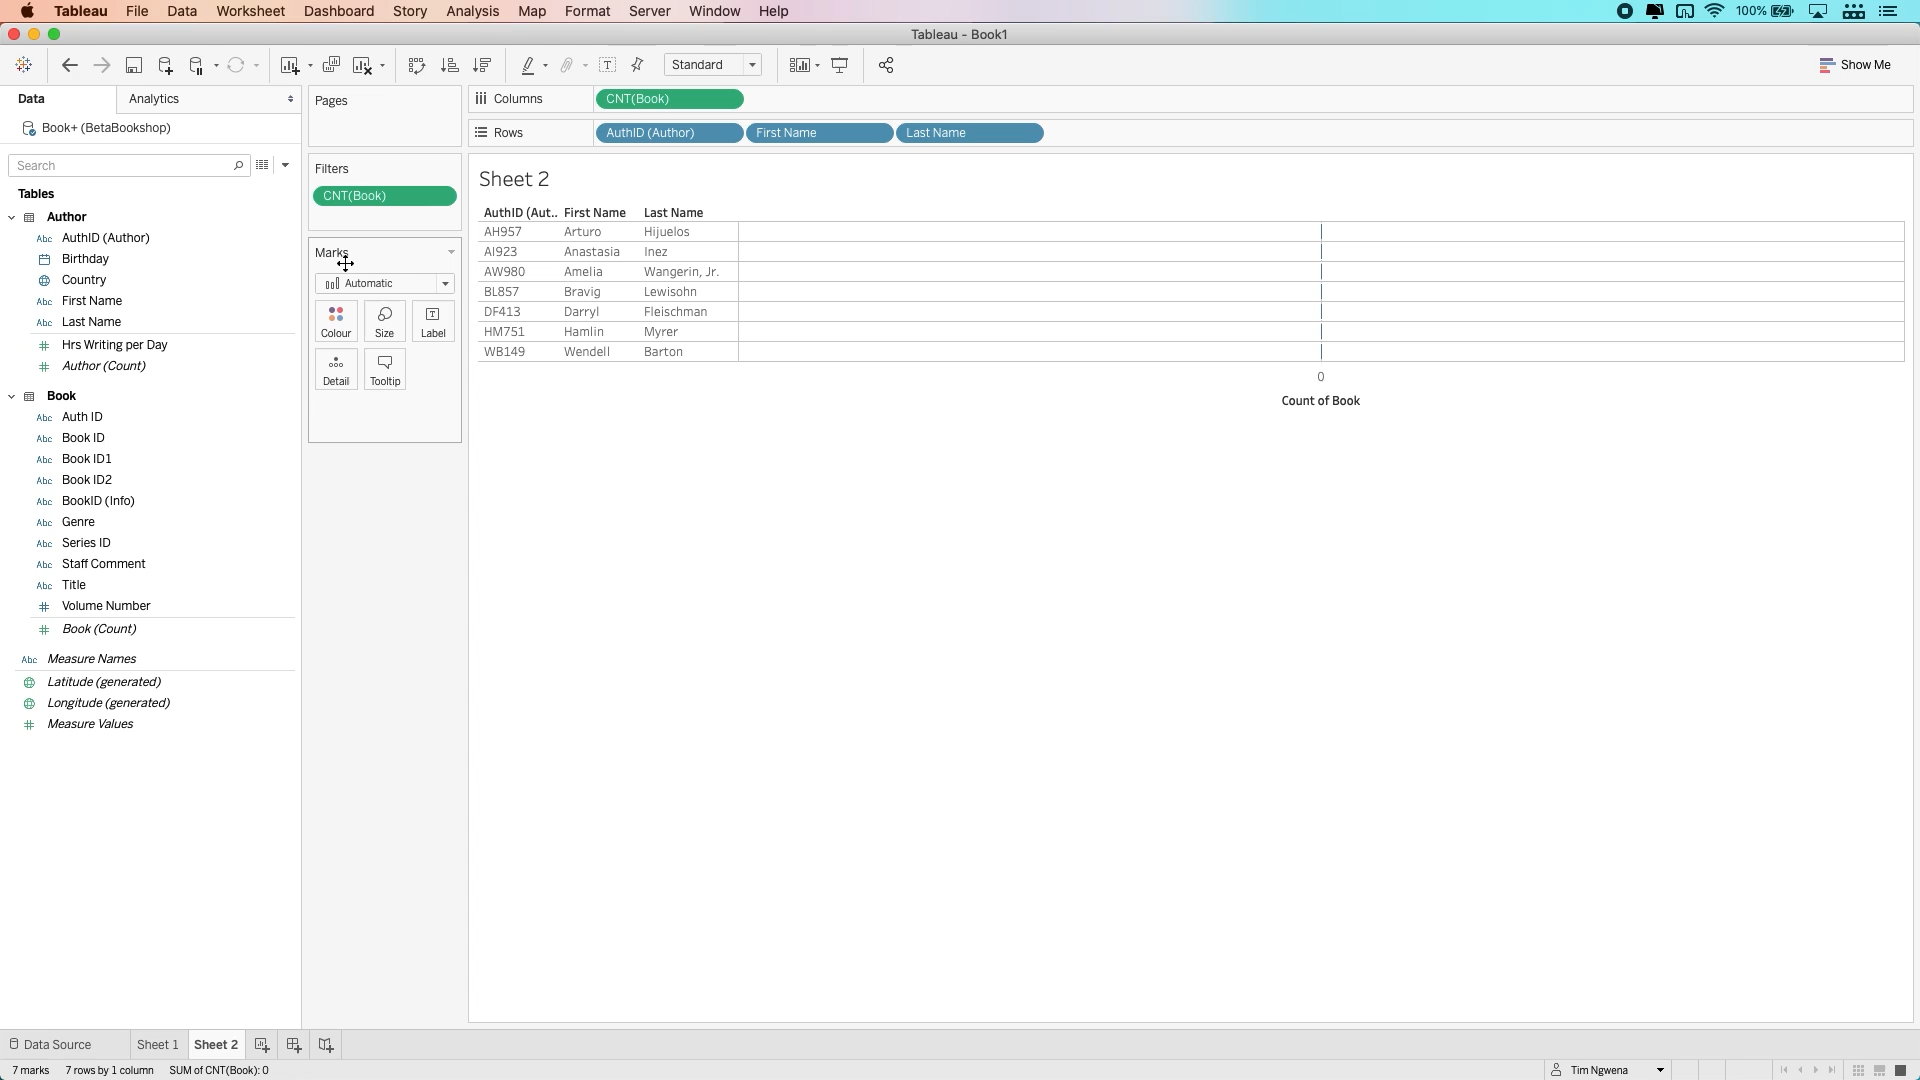 Tableau File Data Worksheet Dashboard Story Analysis Map Format Server Window Help 100%
Tableau - Book1
Standard Show Me
Data Analytics
Pages
Columns CNT(Book)
Book+ (BetaBookshop)
Rows AuthID (Author) First Name Last Name
Search
Filters
CNT(Book)
Sheet 2
Tables
Author
AuthID (Author)
Birthday
Country
First Name
Last Name
Hrs Writing per Day
Author (Count)
Book
Auth ID
Book ID
Book ID1
Book ID2
BookID (Info)
Genre
Series ID
Staff Comment
Title
Volume Number
Book (Count)
Measure Names
Latitude (generated)
Longitude (generated)
Measure Values
Marks
Automatic
Colour Size Label
Detail Tooltip
AuthID (Aut.. First Name Last Name
AH957 Arturo Hijuelos
AI923 Anastasia Inez
AW980 Amelia Wangerin, Jr.
BL857 Bravig Lewisohn
DF413 Darryl Fleischman
HM751 Hamlin Myrer
WB149 Wendell Barton
0
Count of Book
Data Source Sheet 1 Sheet 2
7 marks 7 rows by 1 column SUM of CNT(Book): 0 Tim Ngwena